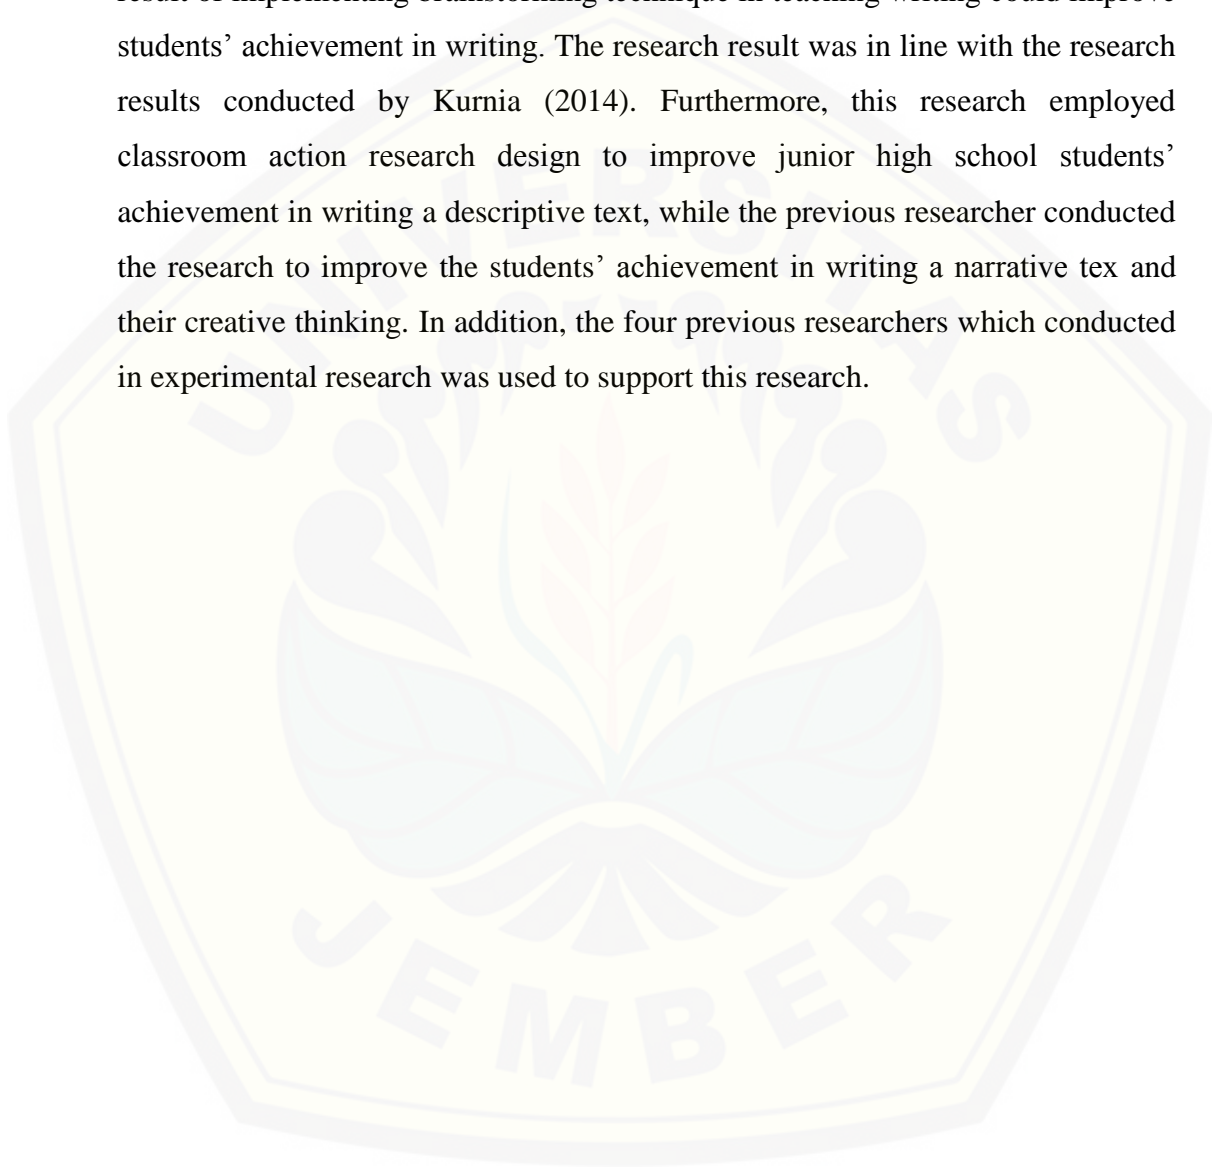 result of implementing brainstorming technique in teaching writing could improve
students’ achievement in writing. The research result was in line with the research
results conducted by Kurnia (2014). Furthermore, this research employed
classroom action research design to improve junior high school students’
achievement in writing a descriptive text, while the previous researcher conducted
the research to improve the students’ achievement in writing a narrative tex and
their creative thinking. In addition, the four previous researchers which conducted
in experimental research was used to support this research.
UNIVERSITAS
JEMBER